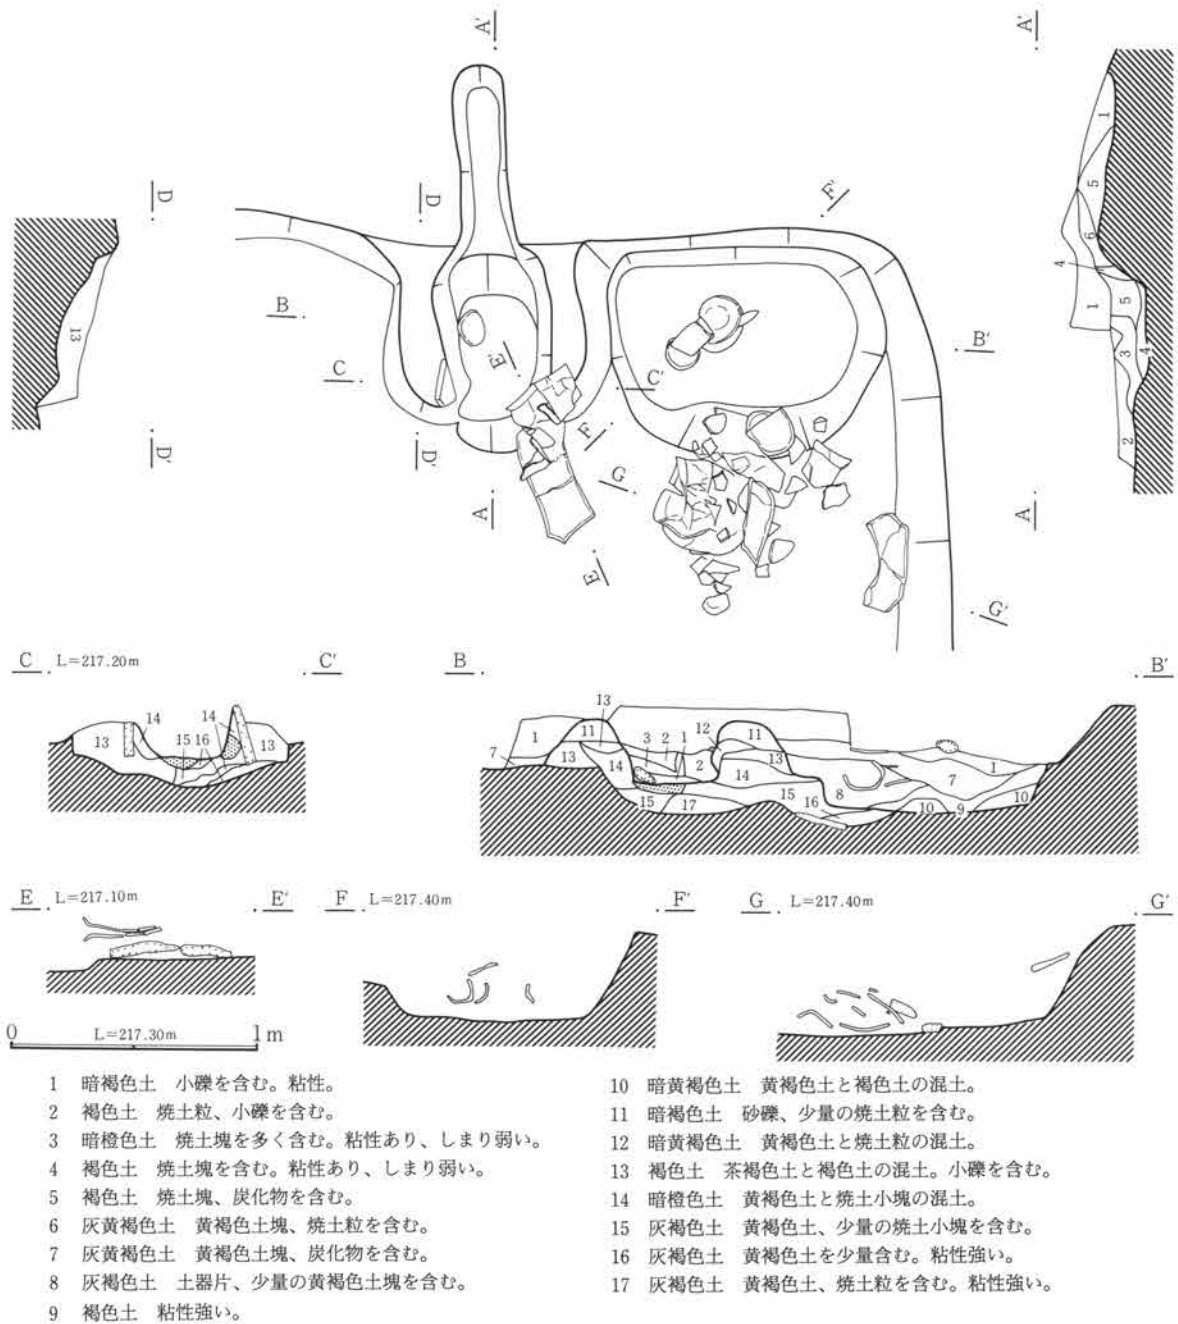 A′
A′
D
D
F′
B
B′
E′
C
C′
F
D′
D′
G
A
A
E
G′
1
5
6
4
1
5
3
4
2
13
C L=217.20m C′
B B′
14 14
13 15 16 13
13 12 11
1 11 3 2 1 2 13
7 13 14 14 8 7 1
15 17 15 16 10 9 10
E L=217.10m E′
F L=217.40m F′
G L=217.40m G′
0 L=217.30m 1m
1 暗褐色土 小礫を含む。粘性。
2 褐色土 焼土粒、小礫を含む。
3 暗橙色土 焼土塊を多く含む。粘性あり、しまり弱い。
4 褐色土 焼土塊を含む。粘性あり、しまり弱い。
5 褐色土 焼土塊、炭化物を含む。
6 灰黄褐色土 黄褐色土塊、焼土粒を含む。
7 灰黄褐色土 黄褐色土塊、炭化物を含む。
8 灰褐色土 土器片、少量の黄褐色土塊を含む。
9 褐色土 粘性強い。
10 暗黄褐色土 黄褐色土と褐色土の混土。
11 暗褐色土 砂礫、少量の焼土粒を含む。
12 暗黄褐色土 黄褐色土と焼土粒の混土。
13 褐色土 茶褐色土と褐色土の混土。小礫を含む。
14 暗橙色土 黄褐色土と焼土小塊の混土。
15 灰褐色土 黄褐色土、少量の焼土小塊を含む。
16 灰褐色土 黄褐色土を少量含む。粘性強い。
17 灰褐色土 黄褐色土、焼土粒を含む。粘性強い。